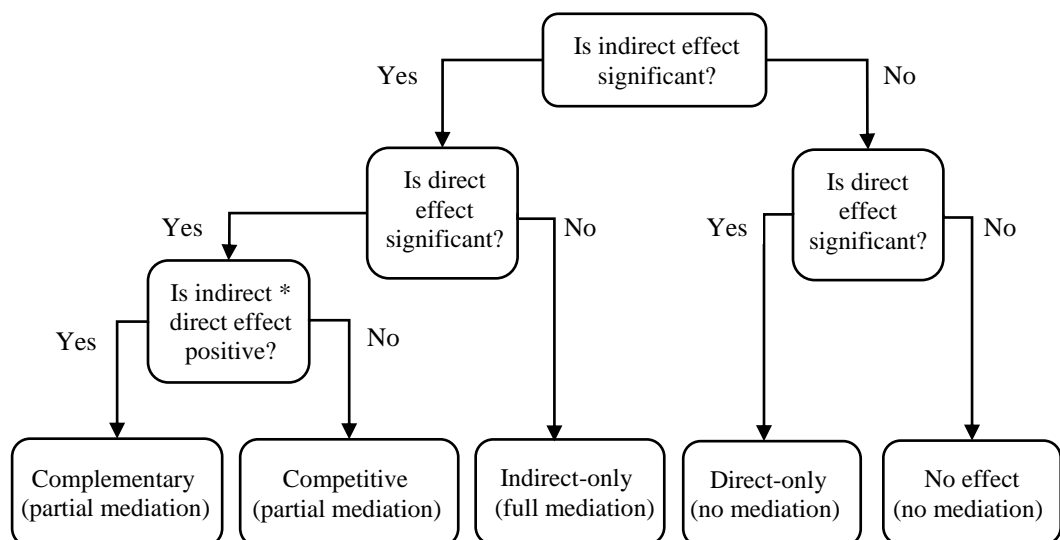 Is indirect effect
significant?
Yes
No
Is direct
effect
significant?
Is direct
effect
significant?
Yes
No
Yes
No
Is indirect *
direct effect
positive?
Yes
No
Complementary
(partial mediation)
Competitive
(partial mediation)
Indirect-only
(full mediation)
Direct-only
(no mediation)
No effect
(no mediation)